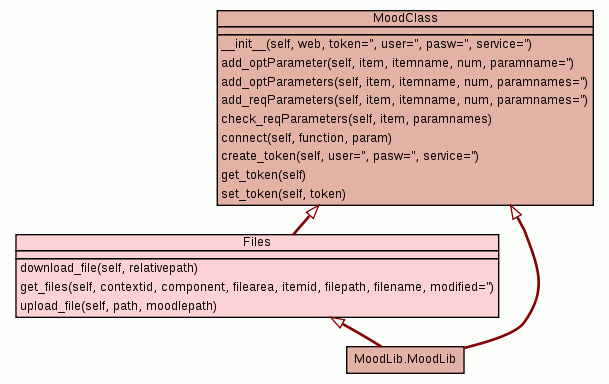 MoodClass
__init__(self, web, token='', user='', pasw='', service='')
add_optParameter(self, item, itemname, num, paramname='')
add_optParameters(self, item, itemname, num, paramnames='')
add_reqParameters(self, item, itemname, num, paramnames='')
check_reqParameters(self, item, paramnames)
connect(self, function, param)
create_token(self, user='', pasw='', service='')
get_token(self)
set_token(self, token)
Files
download_file(self, relativepath)
get_files(self, contextid, component, filearea, itemid, filepath, filename, modified='')
upload_file(self, path, moodlepath)
MoodLib.MoodLib